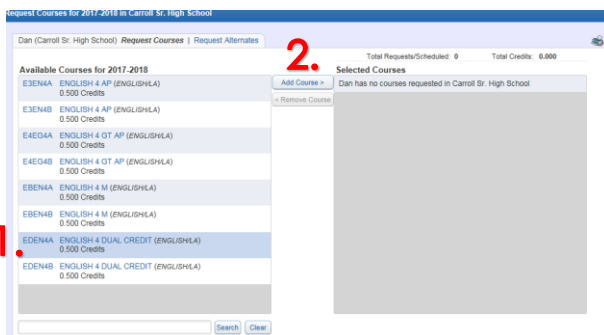 Request Courses for 2017-2018 in Carroll Sr. High School
Dan (Carroll Sr. High School) Request Courses | Request Alternates
2.
Total Requests/Scheduled: 0 Total Credits: 0.000
Available Courses for 2017-2018
Selected Courses
E3EN4A ENGLISH 4 AP (ENGLISH/LA)
0.500 Credits
Add Course >
Dan has no courses requested in Carroll Sr. High School
< Remove Course
E3EN4B ENGLISH 4 AP (ENGLISH/LA)
0.500 Credits
E4EG4A ENGLISH 4 GT AP (ENGLISH/LA)
0.500 Credits
E4EG4B ENGLISH 4 GT AP (ENGLISH/LA)
0.500 Credits
EBEN4A ENGLISH 4 M (ENGLISH/LA)
0.500 Credits
EBEN4B ENGLISH 4 M (ENGLISH/LA)
0.500 Credits
1.
EDEN4A ENGLISH 4 DUAL CREDIT (ENGLISH/LA)
0.500 Credits
EDEN4B ENGLISH 4 DUAL CREDIT (ENGLISH/LA)
0.500 Credits
Search Clear